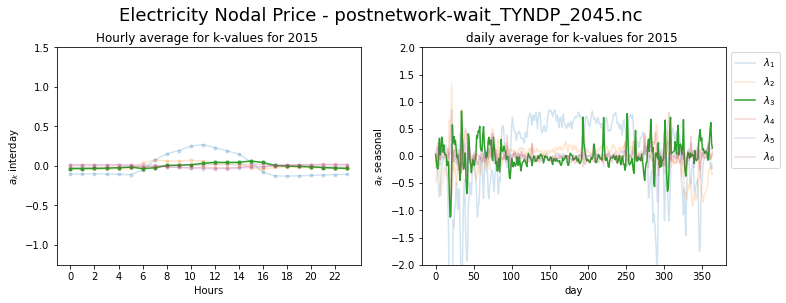 Electricity Nodal Price - postnetwork-wait_TYNDP_2045.nc
Hourly average for k-values for 2015
1.5
1.0
0.5
0.0
−0.5
−1.0
a_k interday
0 2 4 6 8 10 12 14 16 18 20 22
Hours
daily average for k-values for 2015
2.0
1.5
1.0
0.5
0.0
−0.5
−1.0
−1.5
−2.0
a_k seasonal
0 50 100 150 200 250 300 350
day
λ₁
λ₂
λ₃
λ₄
λ₅
λ₆